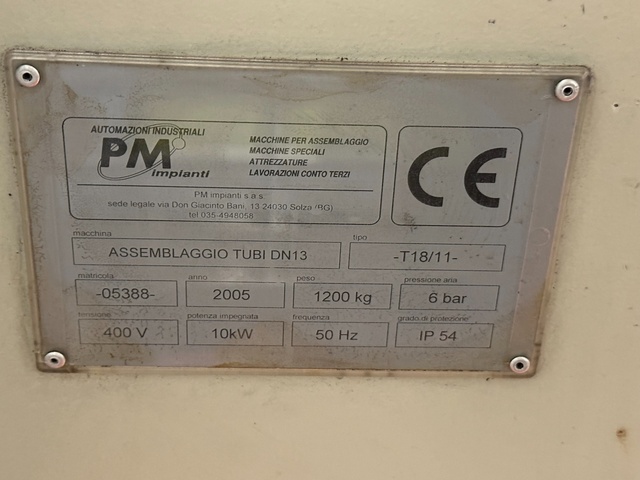 AUTOMAZIONI INDUSTRIALI
PM
impianti
MACCHINE PER ASSEMBLAGGIO
MACCHINE SPECIALI
ATTREZZATURE
LAVORAZIONI CONTO TERZI
PM impianti s.a.s.
sede legale via Don Giacinto Bani, 13 24030 Solza (BG)
tel 035-4948058
CE
macchina tipo
ASSEMBLAGGIO TUBI DN13 -T18/11-
matricola anno peso pressione aria
-05388- 2005 1200 kg 6 bar
tensione potenza impegnata frequenza grado di protezione
400 V 10kW 50 Hz IP 54